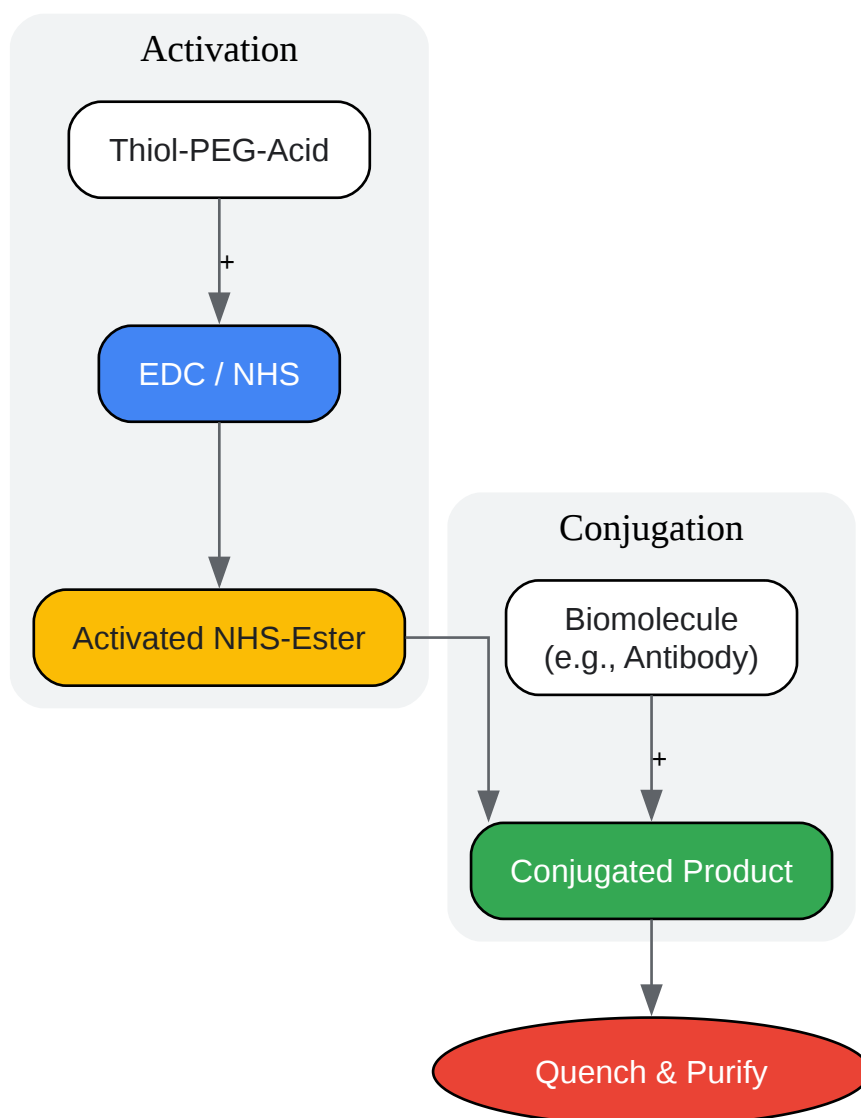 Activation
Thiol-PEG-Acid
+
EDC / NHS
Activated NHS-Ester
Conjugation
Biomolecule
(e.g., Antibody)
+
Conjugated Product
Quench & Purify